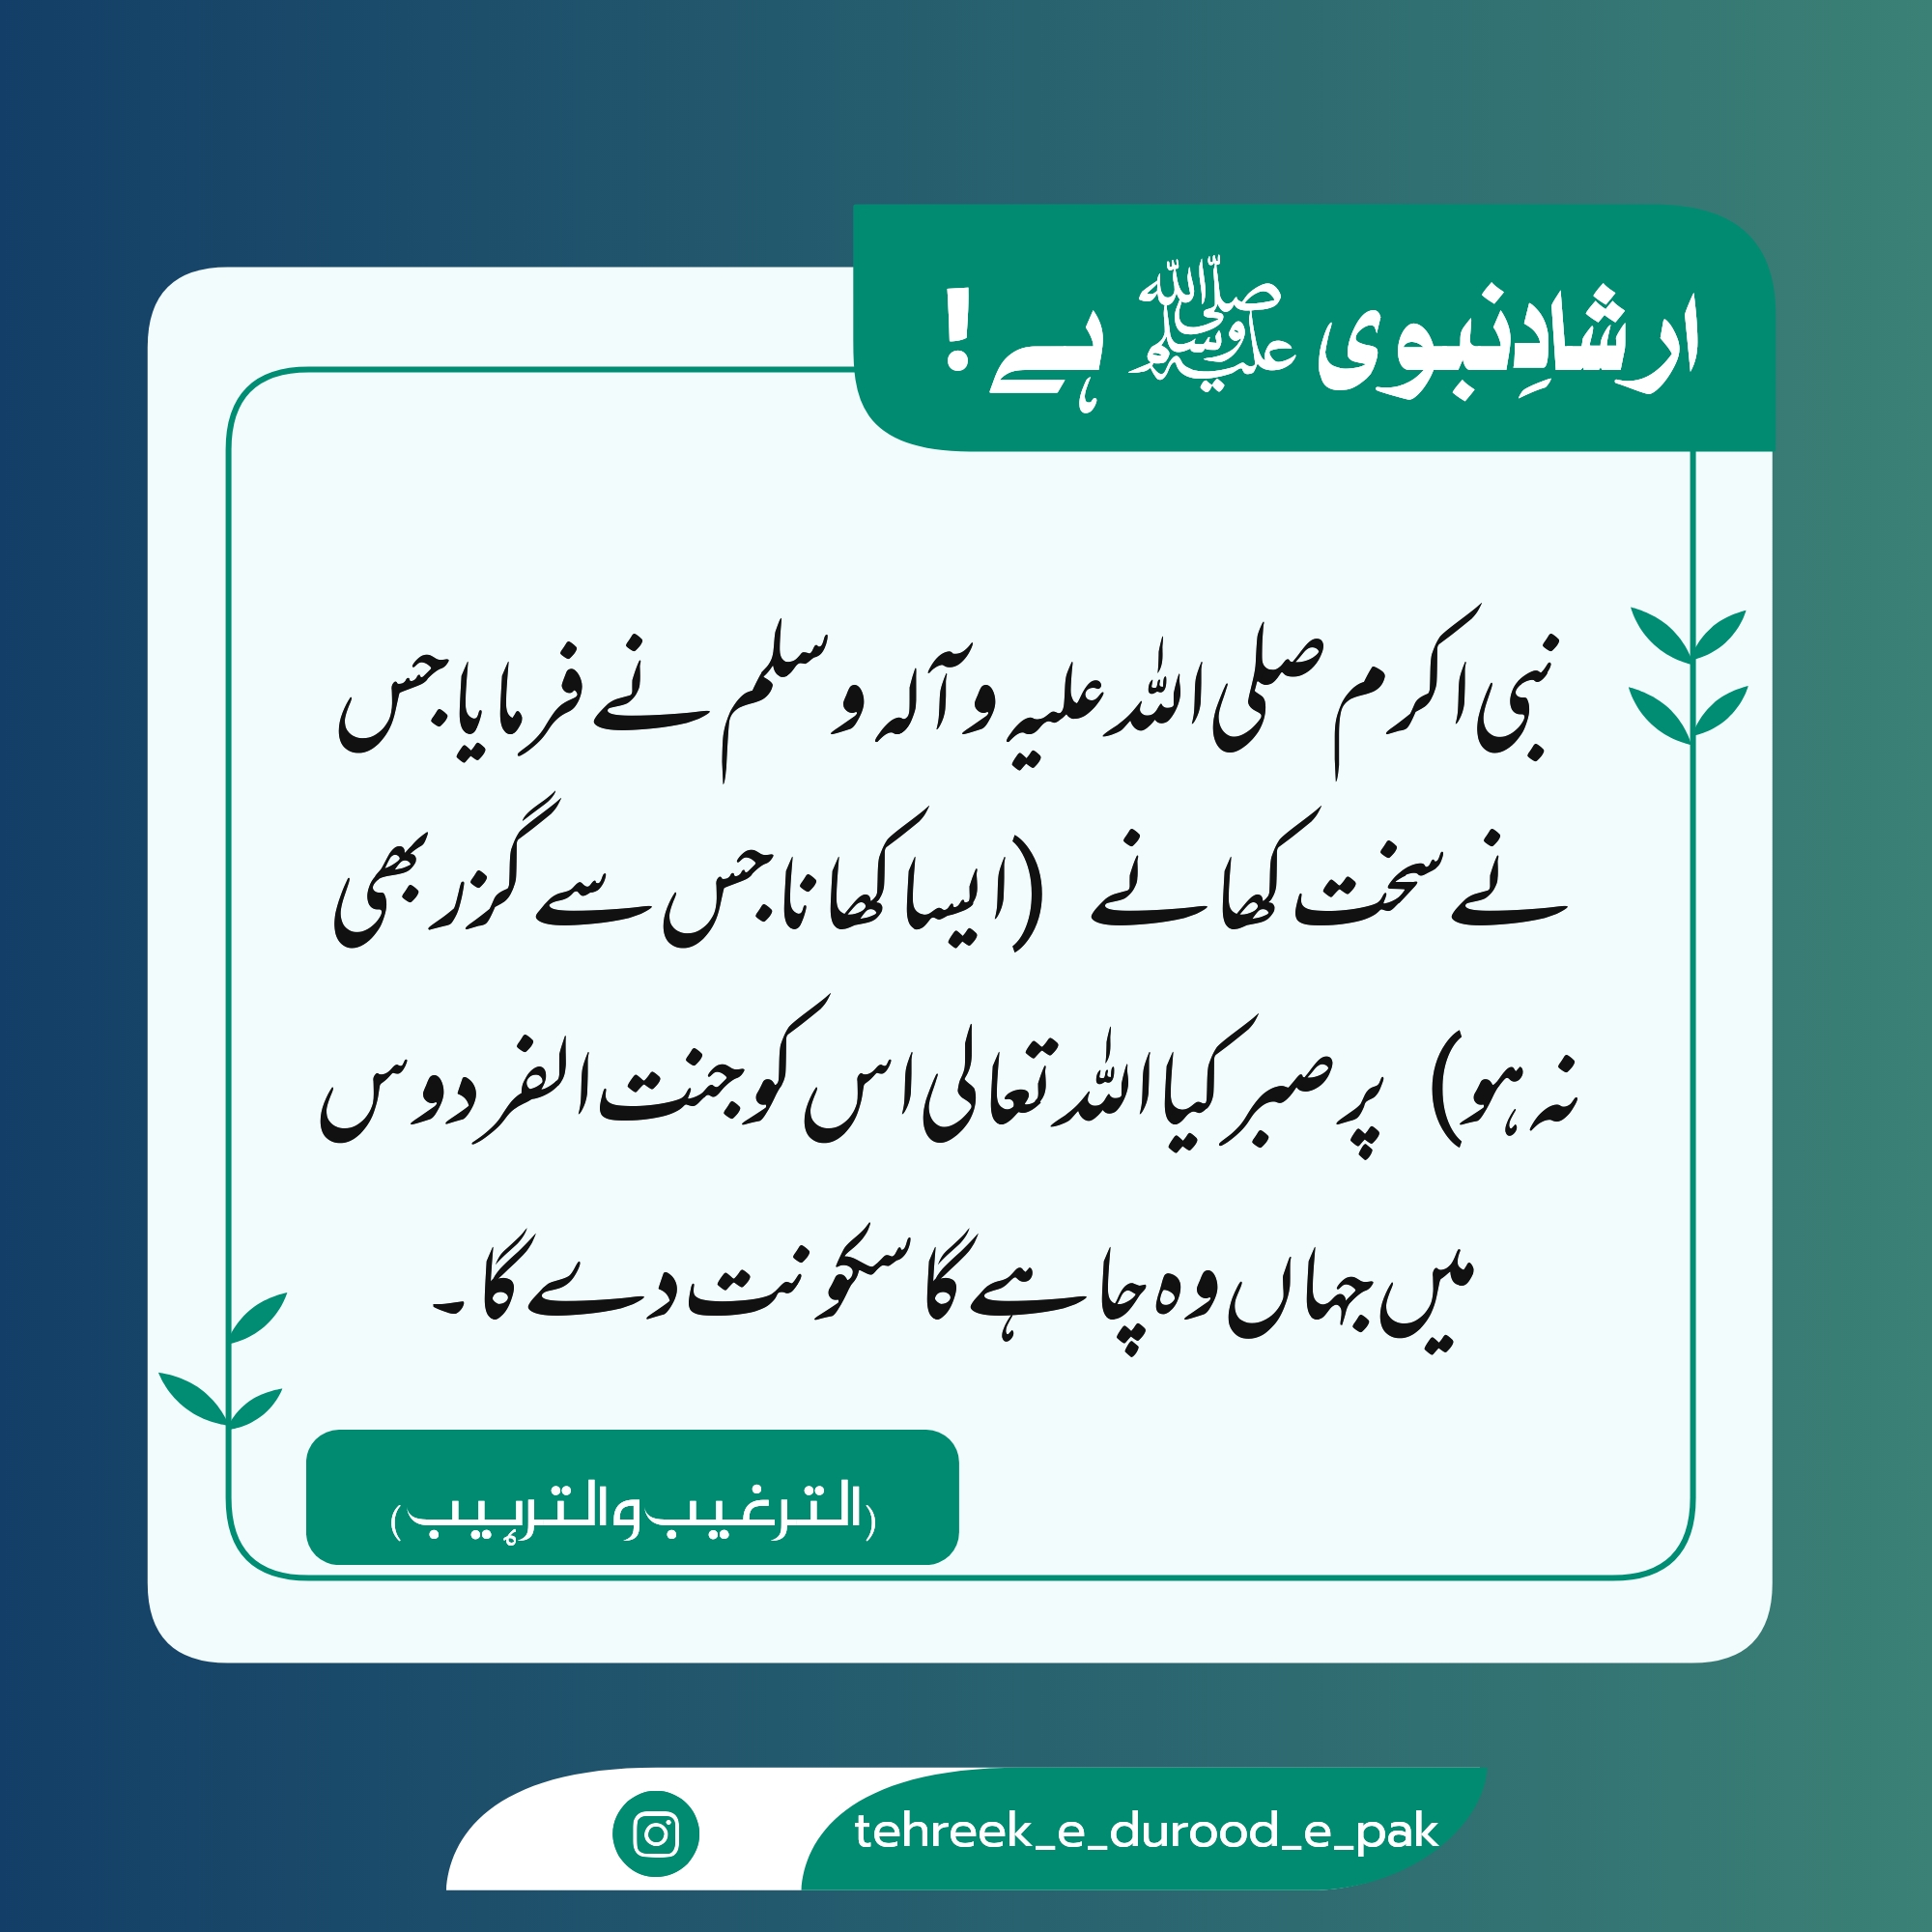 ارشادِنبوی ﷺ ہے !
نبی اکرم صلی اللہ علیہ وآلہ وسلم نے فرمایا جس
نے سخت کھانے (ایسا کھانا جس سے گزر بھی
نہ ہو) پر صبر کیا اللہ تعالی اس کو جنت الفردوس
میں جہاں وہ چاہے گا سکونت دے گا۔
(الترغیب والترہیب)
tehreek_e_durood_e_pak